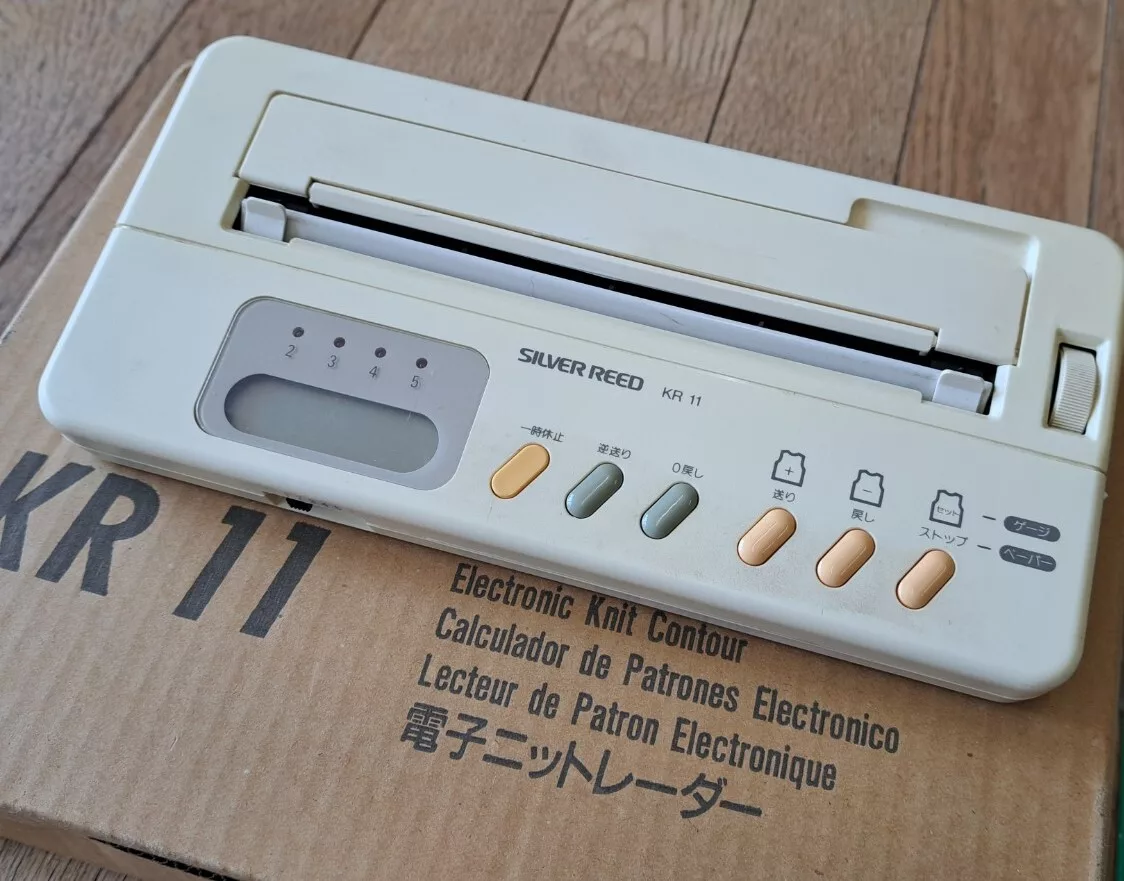 2 3 4 5
SILVER REED KR 11
一時休止
逆送り
0戻し
+
送り
-
戻し
セット
ストップ
ゲージ
ペーパー
KR 11
Electronic Knit Contour
Calculador de Patrones Electronico
Lecteur de Patron Electronique
電子ニットレーダー